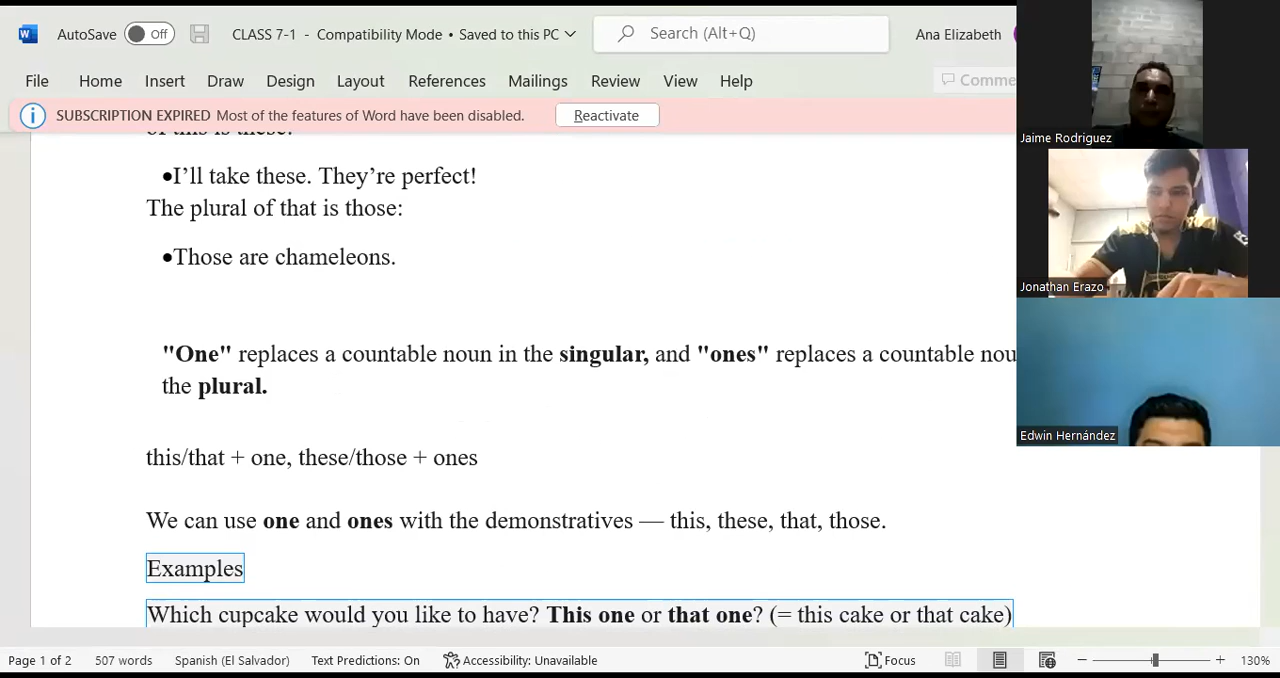 AutoSave Off CLASS 7-1 - Compatibility Mode • Saved to this PC Search (Alt+Q) Ana Elizabeth
File Home Insert Draw Design Layout References Mailings Review View Help Comme
SUBSCRIPTION EXPIRED Most of the features of Word have been disabled. Reactivate
of this is these:
•I’ll take these. They’re perfect!
The plural of that is those:
•Those are chameleons.
"One" replaces a countable noun in the singular, and "ones" replaces a countable nou
the plural.
this/that + one, these/those + ones
We can use one and ones with the demonstratives — this, these, that, those.
Examples
Which cupcake would you like to have? This one or that one? (= this cake or that cake)
Jaime Rodriguez
Jonathan Erazo
Edwin Hernández
Page 1 of 2 507 words Spanish (El Salvador) Text Predictions: On Accessibility: Unavailable Focus 130%